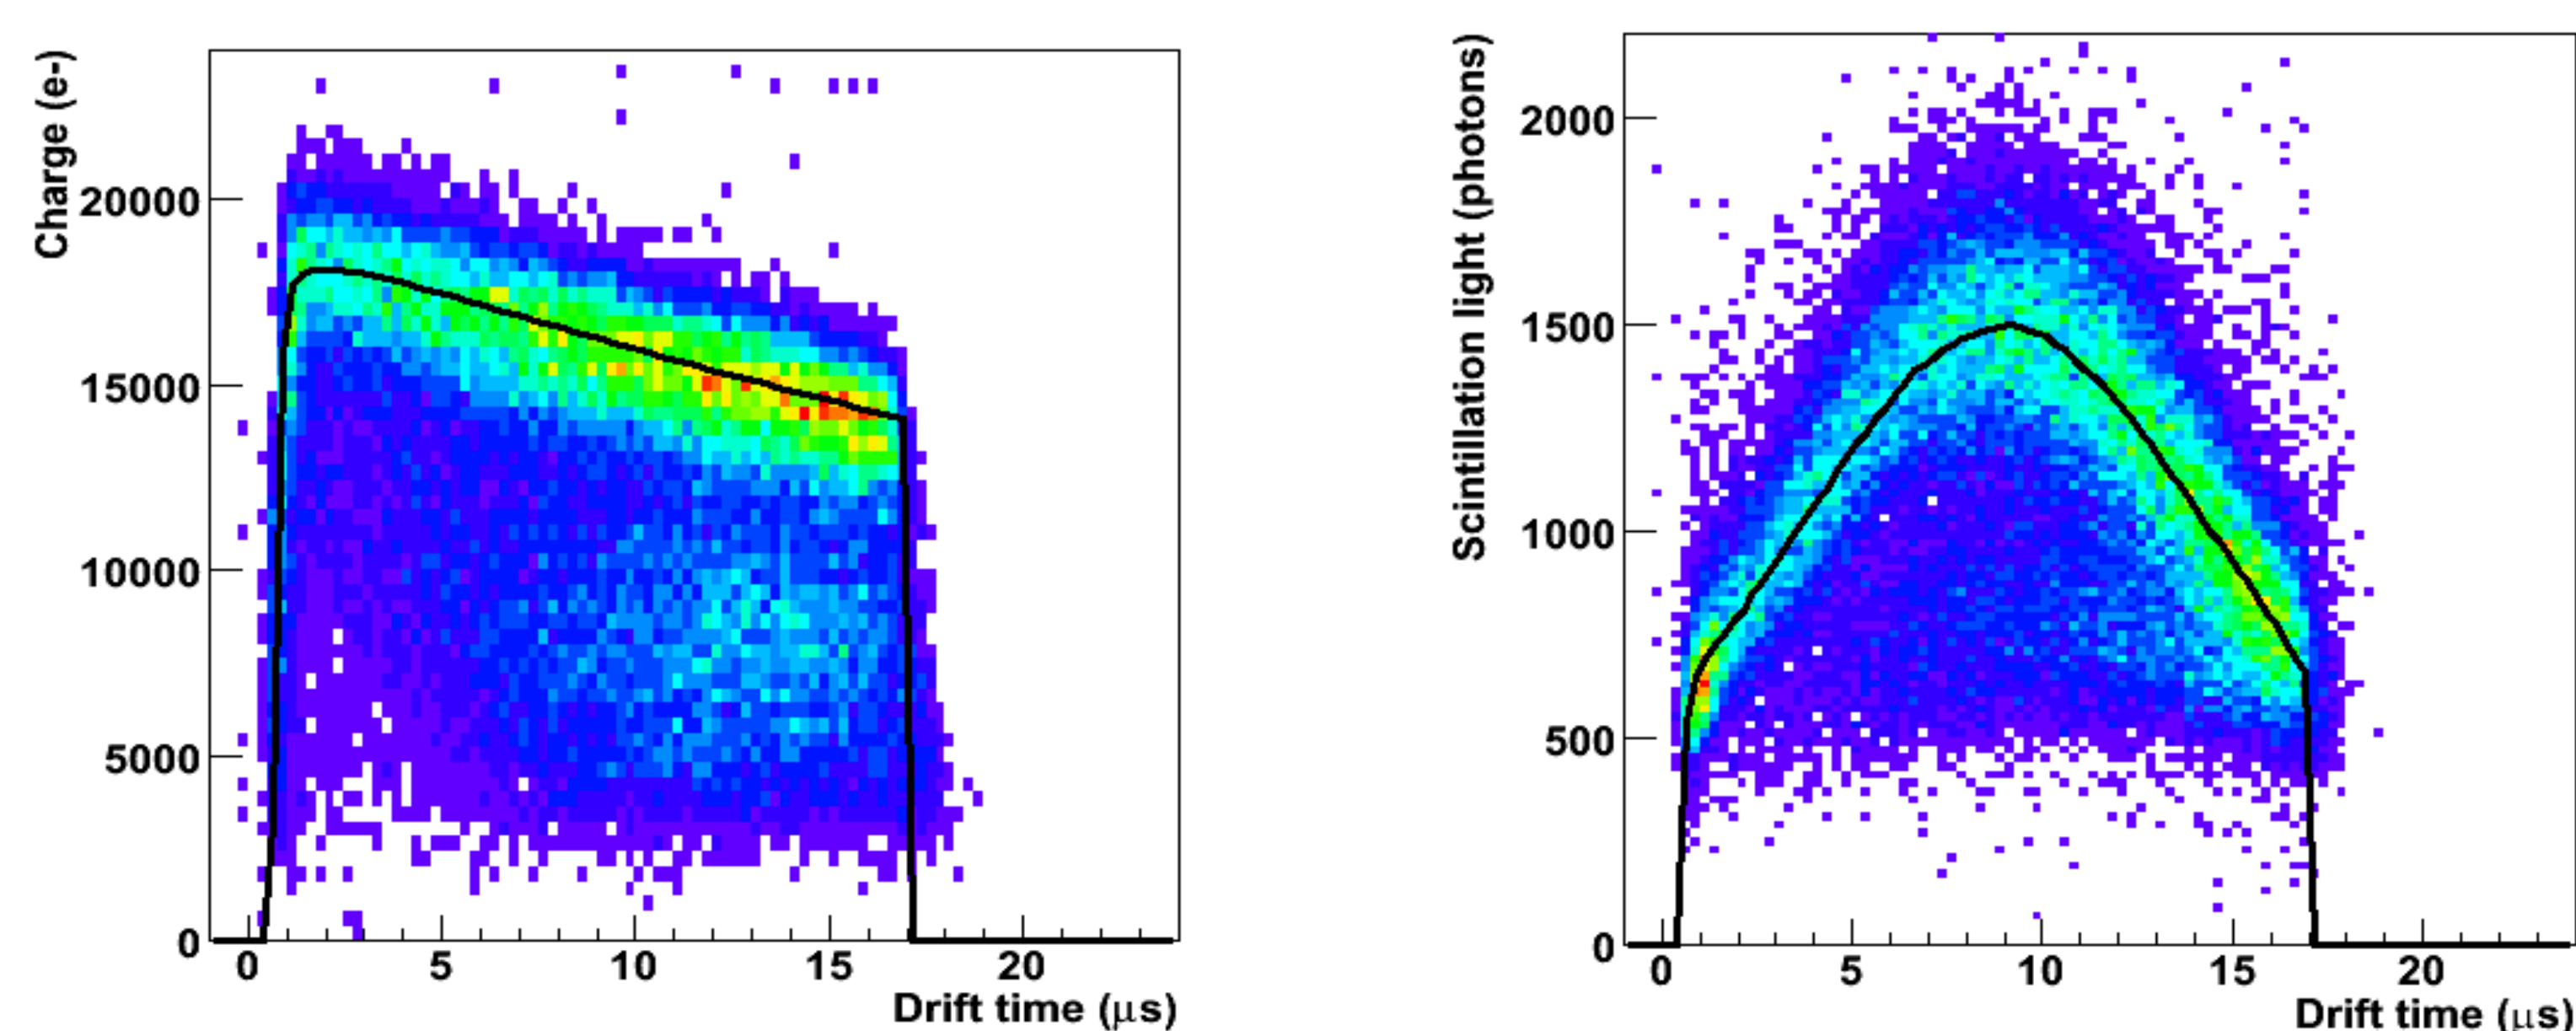 Charge (e-)
20000
15000
10000
5000
0
0 5 10 15 20
Drift time (μs)
Scintillation light (photons)
2000
1500
1000
500
0
0 5 10 15 20
Drift time (μs)